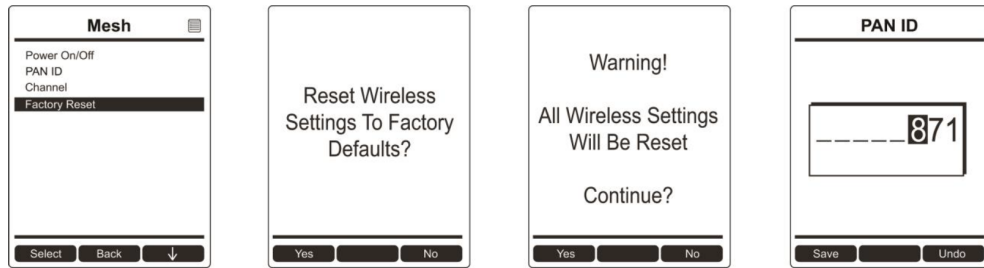 Mesh
Power On/Off
PAN ID
Channel
Factory Reset
Select Back ↓
Reset Wireless
Settings To Factory
Defaults?
Yes No
Warning!
All Wireless Settings
Will Be Reset
Continue?
Yes No
PAN ID
_ _ _ _ _ 871
Save Undo